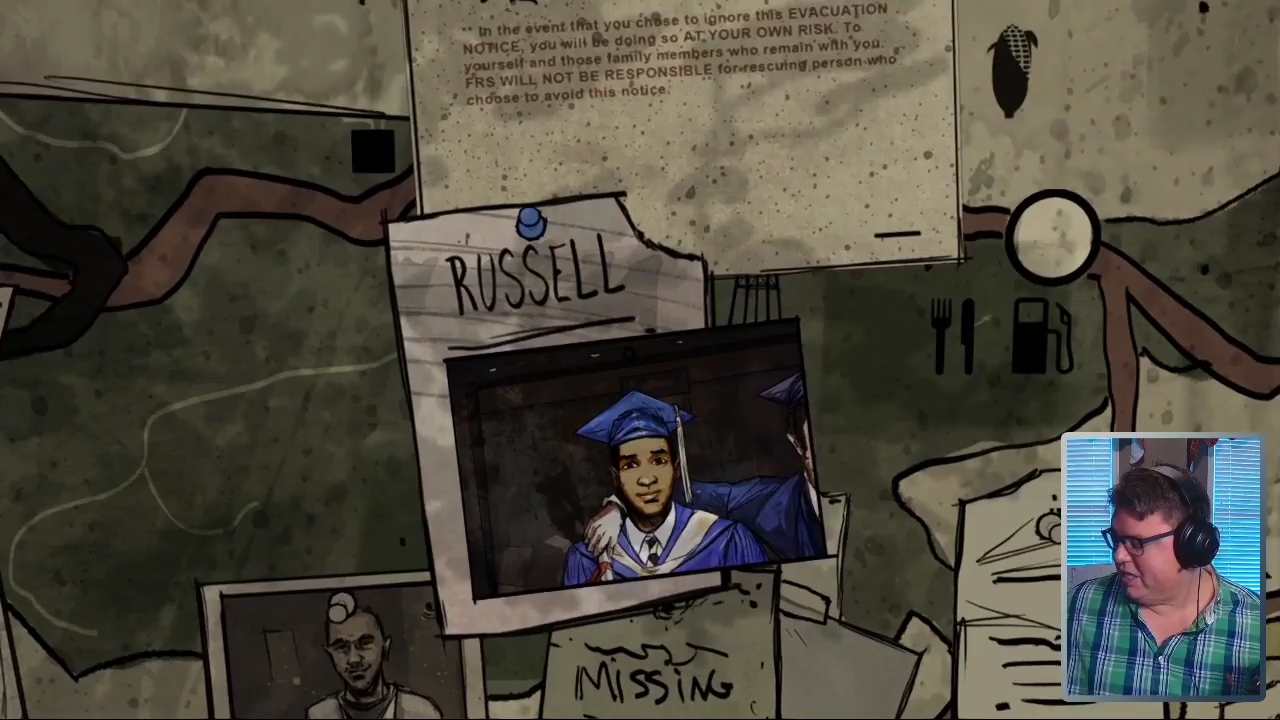 ** In the event that you chose to ignore this EVACUATION
NOTICE, you will be doing so AT YOUR OWN RISK. To
yourself and those family members who remain with you.
FRS WILL NOT BE RESPONSIBLE for rescuing person who
choose to avoid this notice.
RUSSELL
MISSING